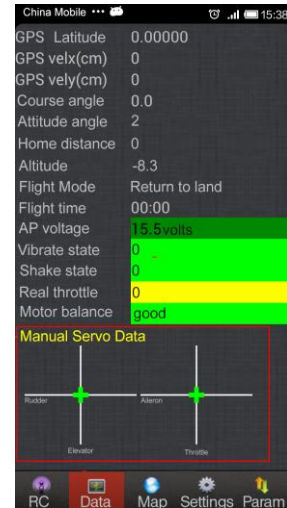 China Mobile ••• 15:38
GPS Latitude 0.00000
GPS velx(cm) 0
GPS vely(cm) 0
Course angle 0.0
Attitude angle 2
Home distance 0
Altitude -8.3
Flight Mode Return to land
Flight time 00:00
AP voltage 15.5volts
Vibrate state 0
Shake state 0
Real throttle 0
Motor balance good
Manual Servo Data
Rudder Aileron
Elevator Throttle
RC Data Map Settings Param